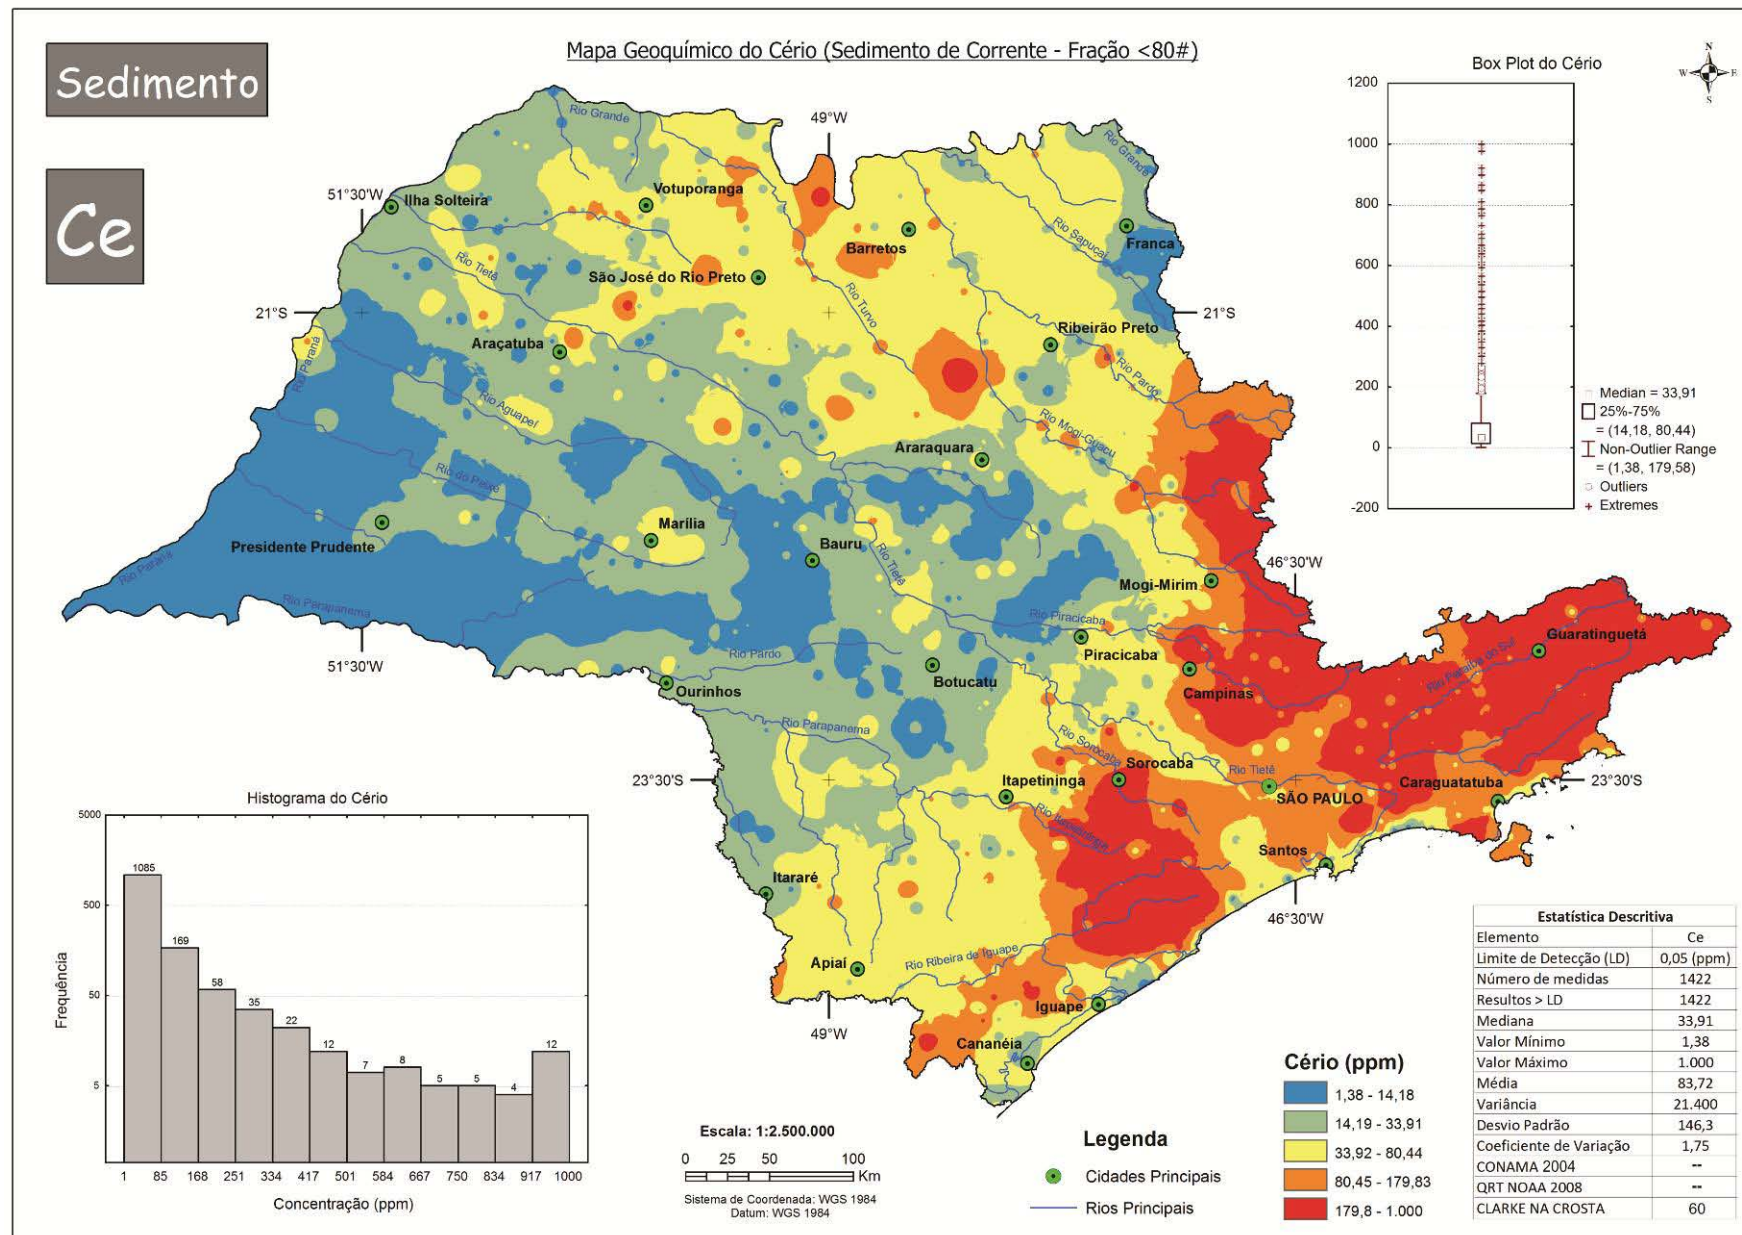 Sedimento
Ce
Mapa Geoquímico do Cério (Sedimento de Corrente - Fração <80#)
N
W
E
S
Box Plot do Cério
1200
1000
800
600
400
200
0
-200
Median = 33,91
25%-75%
= (14,18, 80,44)
Non-Outlier Range
= (1,38, 179,58)
Outliers
Extremes
49°W
51°30'W
21°S
21°S
46°30'W
51°30'W
23°30'S
23°30'S
46°30'W
49°W
Rio Grande
Rio Grande
Ilha Solteira
Votuporanga
Barretos
Franca
Rio Sapucaí
Rio Tietê
São José do Rio Preto
Rio Turvo
Ribeirão Preto
Araçatuba
Rio Paraná
Rio Pardo
Rio Aguapeí
Rio Mogi-Guaçu
Araraquara
Rio do Peixe
Marília
Presidente Prudente
Bauru
Rio Tietê
Rio Paraná
Mogi-Mirim
Rio Parapanema
Rio Piracicaba
Guaratinguetá
Piracicaba
Rio Pardo
Botucatu
Campinas
Rio Paraíba do Sul
Ourinhos
Rio Parapanema
Rio Sorocaba
Sorocaba
Itapetininga
Rio Tietê
Caraguatatuba
SÃO PAULO
Rio Itapetininga
Santos
Itararé
Apiaí
Rio Ribeira de Iguape
Iguape
Cananéia
Histograma do Cério
Frequência
5000
500
50
5
1085
169
58
35
22
12
7
8
5
5
4
12
1 85 168 251 334 417 501 584 667 750 834 917 1000
Concentração (ppm)
Escala: 1:2.500.000
0 25 50 100
Km
Sistema de Coordenada: WGS 1984
Datum: WGS 1984
Legenda
Cidades Principais
Rios Principais
Cério (ppm)
1,38 - 14,18
14,19 - 33,91
33,92 - 80,44
80,45 - 179,83
179,8 - 1.000
Estatística Descritiva
Elemento Ce
Limite de Detecção (LD) 0,05 (ppm)
Número de medidas 1422
Resultos > LD 1422
Mediana 33,91
Valor Mínimo 1,38
Valor Máximo 1.000
Média 83,72
Variância 21.400
Desvio Padrão 146,3
Coeficiente de Variação 1,75
CONAMA 2004 --
QRT NOAA 2008 --
CLARKE NA CROSTA 60